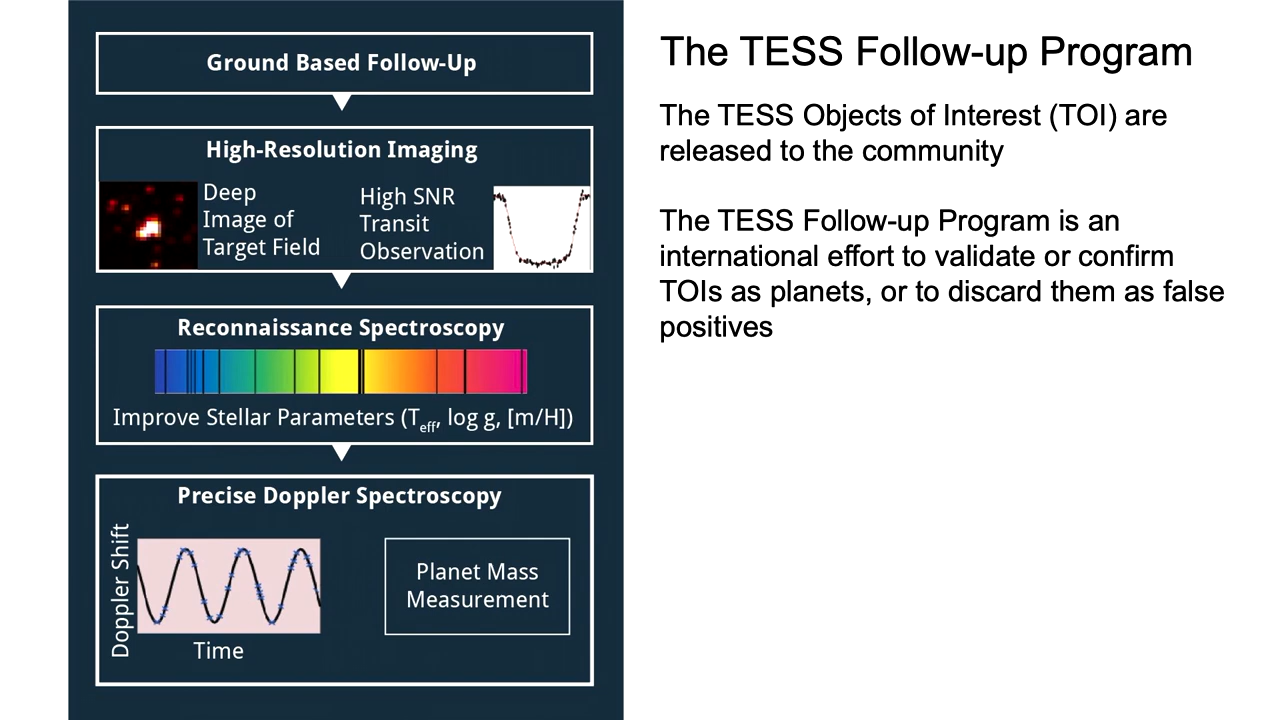 Ground Based Follow-Up
High-Resolution Imaging
Deep
Image of
Target Field
High SNR
Transit
Observation
Reconnaissance Spectroscopy
Improve Stellar Parameters (Teff, log g, [m/H])
Precise Doppler Spectroscopy
Doppler Shift
Time
Planet Mass
Measurement
The TESS Follow-up Program
The TESS Objects of Interest (TOI) are
released to the community
The TESS Follow-up Program is an
international effort to validate or confirm
TOIs as planets, or to discard them as false
positives